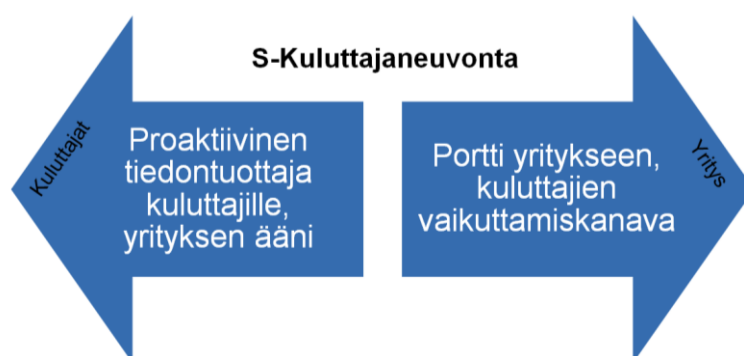 S-Kuluttajaneuvonta
Kuluttajat
Proaktiivinen
tiedontuottaja
kuluttajille,
yrityksen ääni
Portti yritykseen,
kuluttajien
vaikuttamiskanava
Yritys